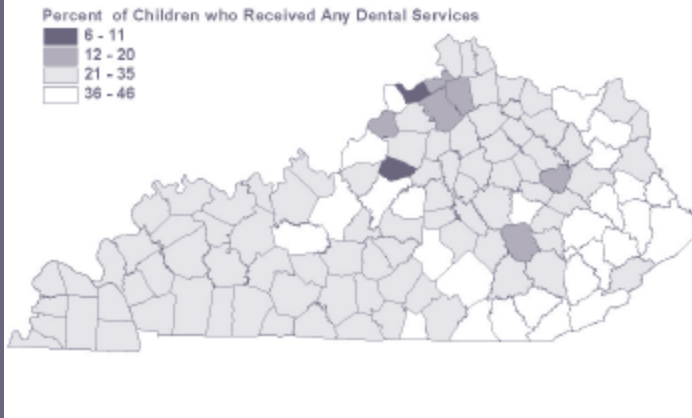 Percent of Children who Received Any Dental Services
6 - 11
12 - 20
21 - 35
36 - 46